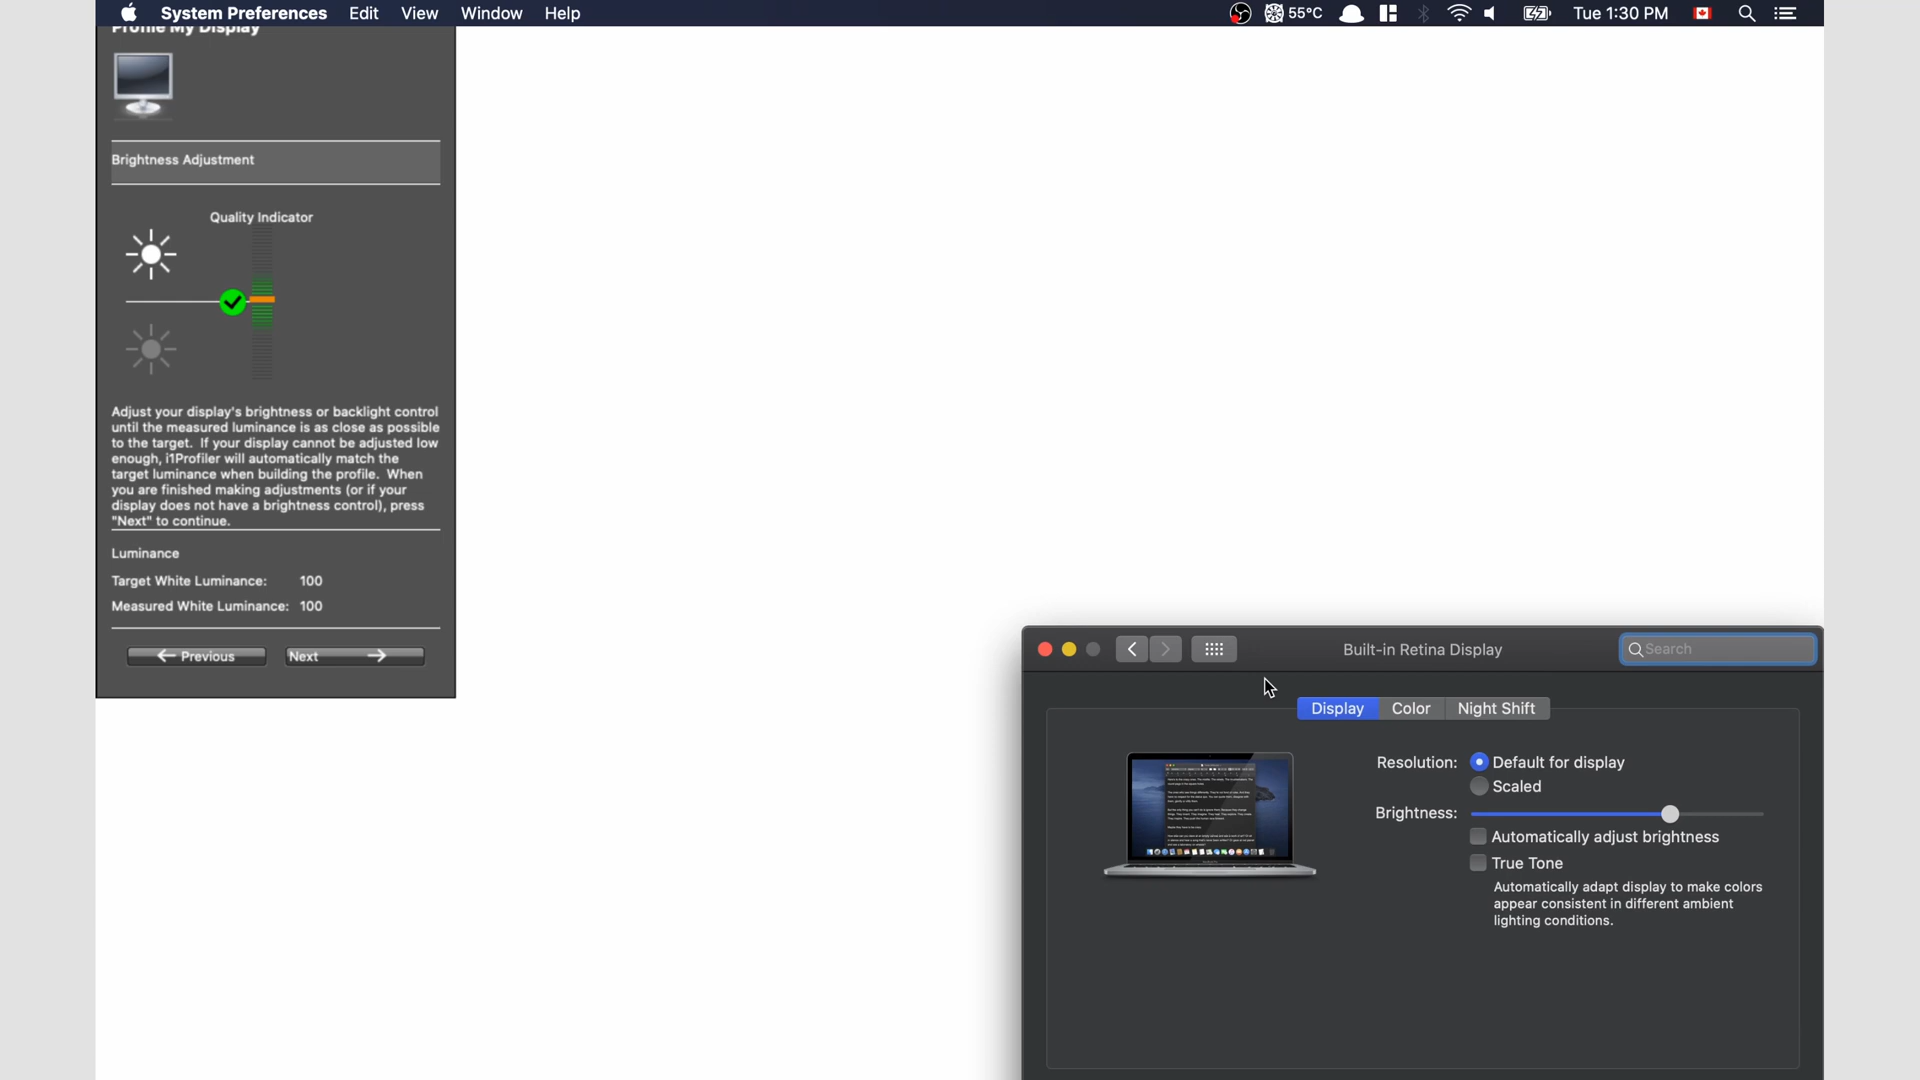 System Preferences Edit View Window Help
55°C Tue 1:30 PM
Profile My Display
Brightness Adjustment
Quality Indicator
Adjust your display's brightness or backlight control
until the measured luminance is as close as possible
to the target. If your display cannot be adjusted low
enough, i1Profiler will automatically match the
target luminance when building the profile. When
you are finished making adjustments (or if your
display does not have a brightness control), press
"Next" to continue.
Luminance
Target White Luminance: 100
Measured White Luminance: 100
Previous Next
Built-in Retina Display
Search
Display Color Night Shift
Resolution: Default for display
Scaled
Brightness:
Automatically adjust brightness
True Tone
Automatically adapt display to make colors
appear consistent in different ambient
lighting conditions.